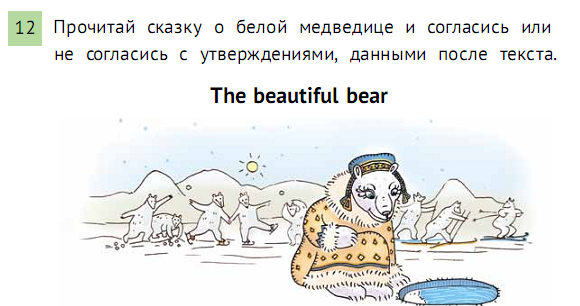 12 Прочитай сказку о белой медведице и согласись или
не согласись с утверждениями, данными после текста.
The beautiful bear